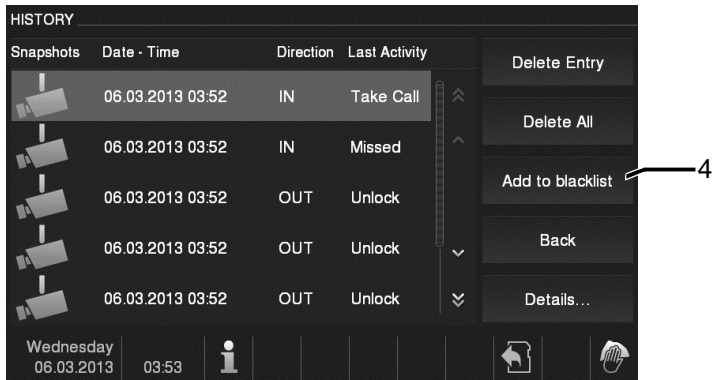 HISTORY
Snapshots Date - Time Direction Last Activity
06.03.2013 03:52 IN Take Call
06.03.2013 03:52 IN Missed
06.03.2013 03:52 OUT Unlock
06.03.2013 03:52 OUT Unlock
06.03.2013 03:52 OUT Unlock
Delete Entry
Delete All
Add to blacklist
4
Back
Details...
Wednesday
06.03.2013 03:53